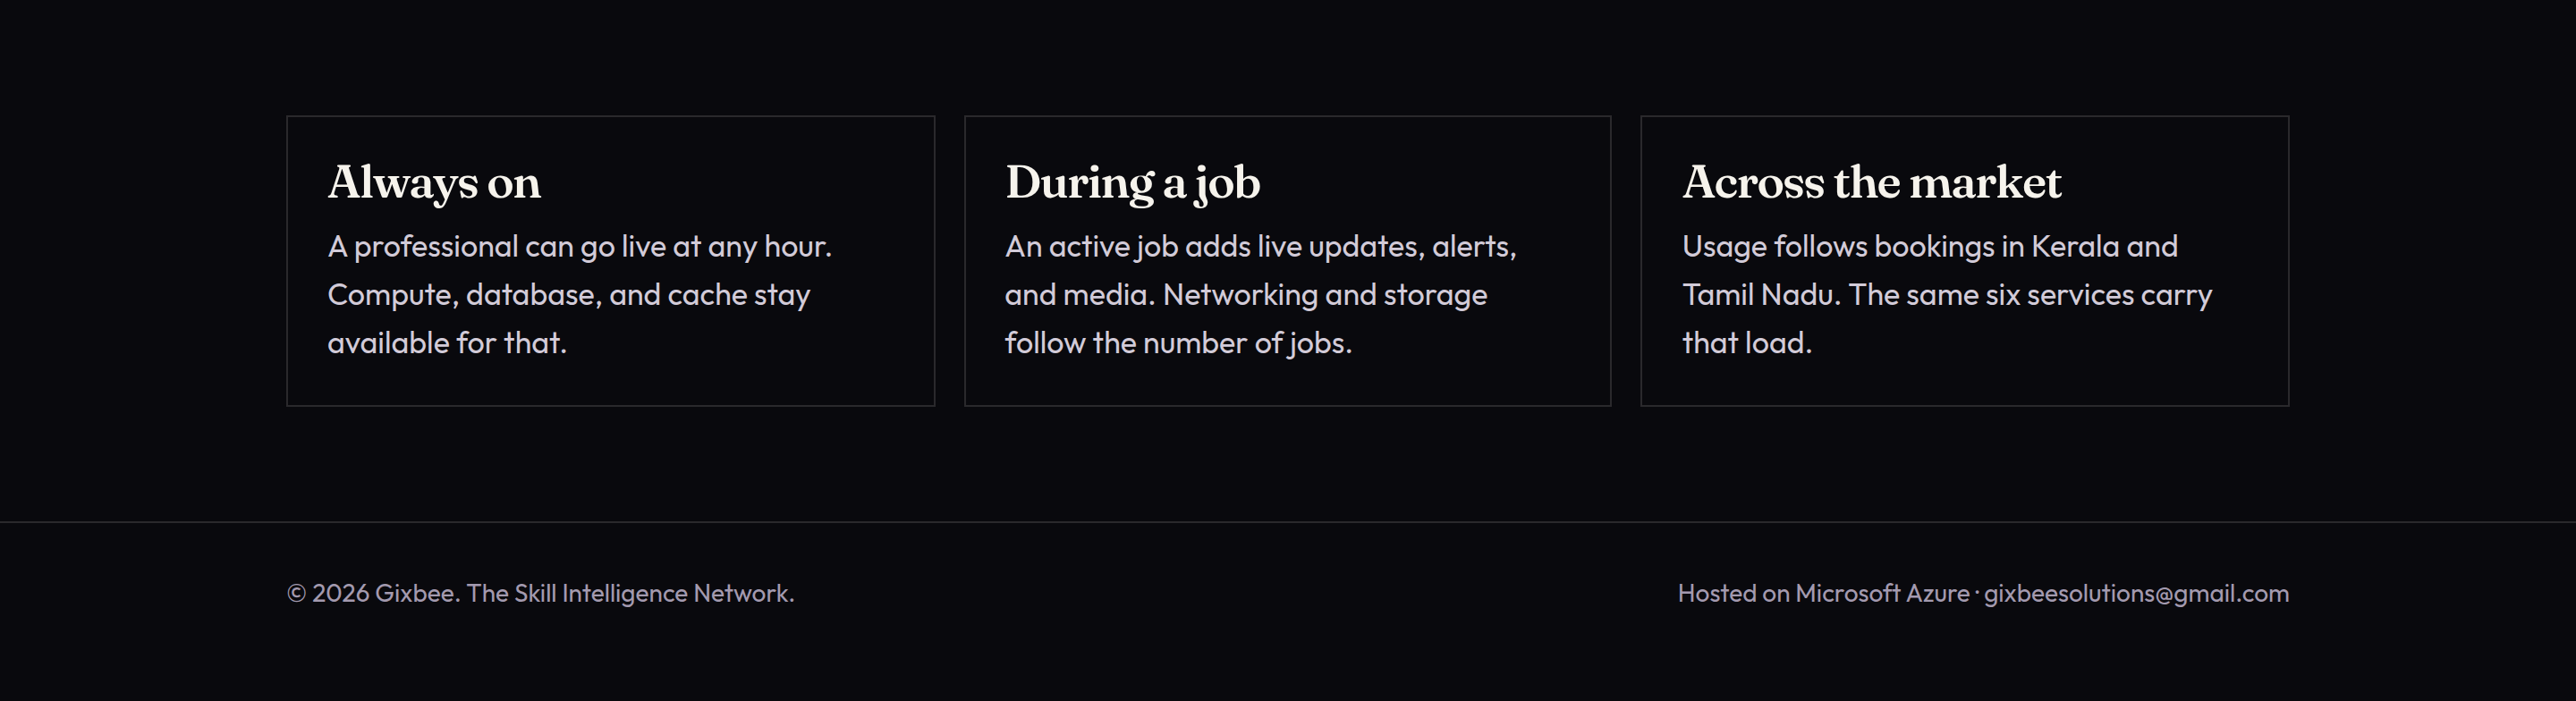 Always on
A professional can go live at any hour.
Compute, database, and cache stay
available for that.
During a job
An active job adds live updates, alerts,
and media. Networking and storage
follow the number of jobs.
Across the market
Usage follows bookings in Kerala and
Tamil Nadu. The same six services carry
that load.
© 2026 Gixbee. The Skill Intelligence Network.
Hosted on Microsoft Azure · gixbeesolutions@gmail.com